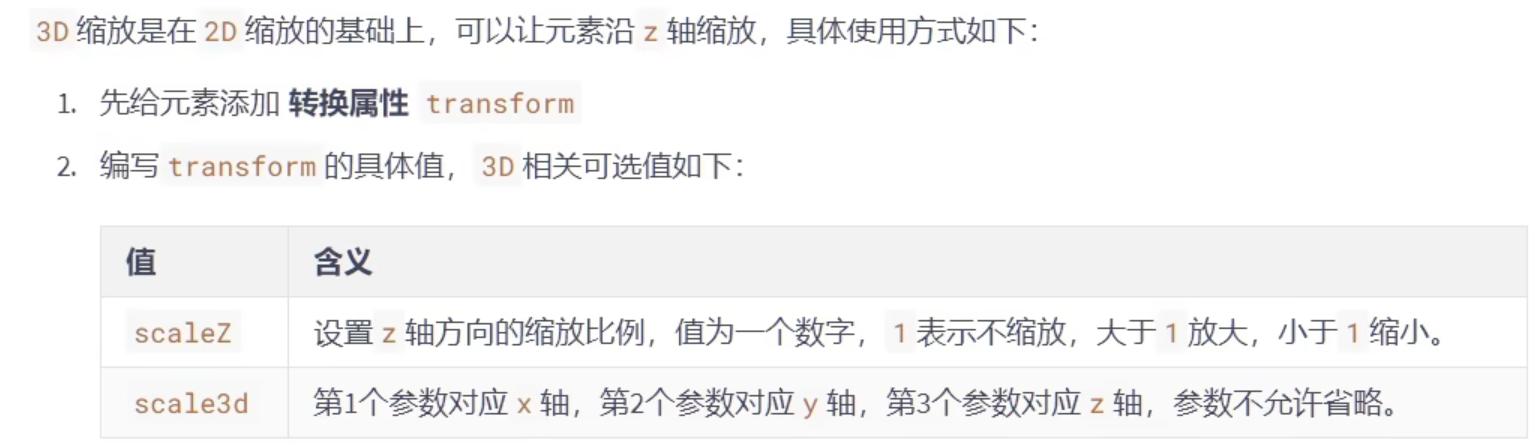 3D 缩放是在 2D 缩放的基础上，可以让元素沿 z 轴缩放，具体使用方式如下：
1. 先给元素添加 转换属性 transform
2. 编写 transform 的具体值， 3D 相关可选值如下：
值 含义
scaleZ 设置 z 轴方向的缩放比例，值为一个数字， 1 表示不缩放，大于 1 放大，小于 1 缩小。
scale3d 第1个参数对应 x 轴，第2个参数对应 y 轴，第3个参数对应 z 轴，参数不允许省略。